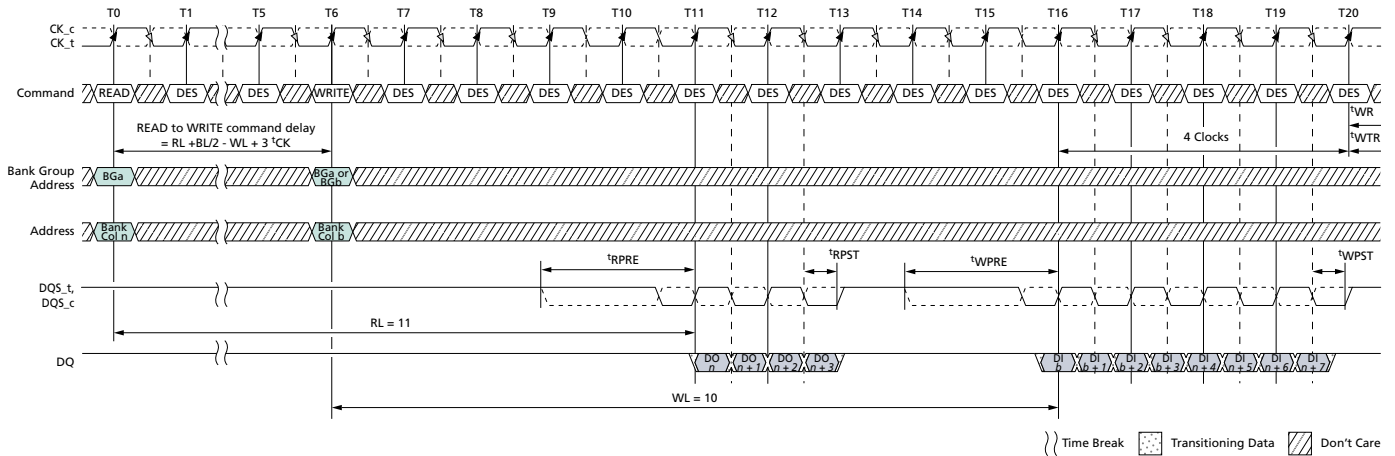 T0 T1 T5 T6 T7 T8 T9 T10 T11 T12 T13 T14 T15 T16 T17 T18 T19 T20
CK_c
CK_t
Command READ DES DES WRITE DES DES DES DES DES DES DES DES DES DES DES DES DES DES
tWR
READ to WRITE command delay
= RL +BL/2 - WL + 3 tCK
4 Clocks
tWTR
Bank Group
Address
BGa
BGa or
BGb
Address
Bank
Col n
Bank
Col b
tRPRE tRPST tWPRE tWPST
DQS_t,
DQS_c
RL = 11
DQ
DO
n
DO
n + 1
DO
n + 2
DO
n + 3
DI
b
DI
b + 1
DI
b + 2
DI
b + 3
DI
n + 4
DI
n + 5
DI
n + 6
DI
n + 7
WL = 10
Time Break Transitioning Data Don't Care